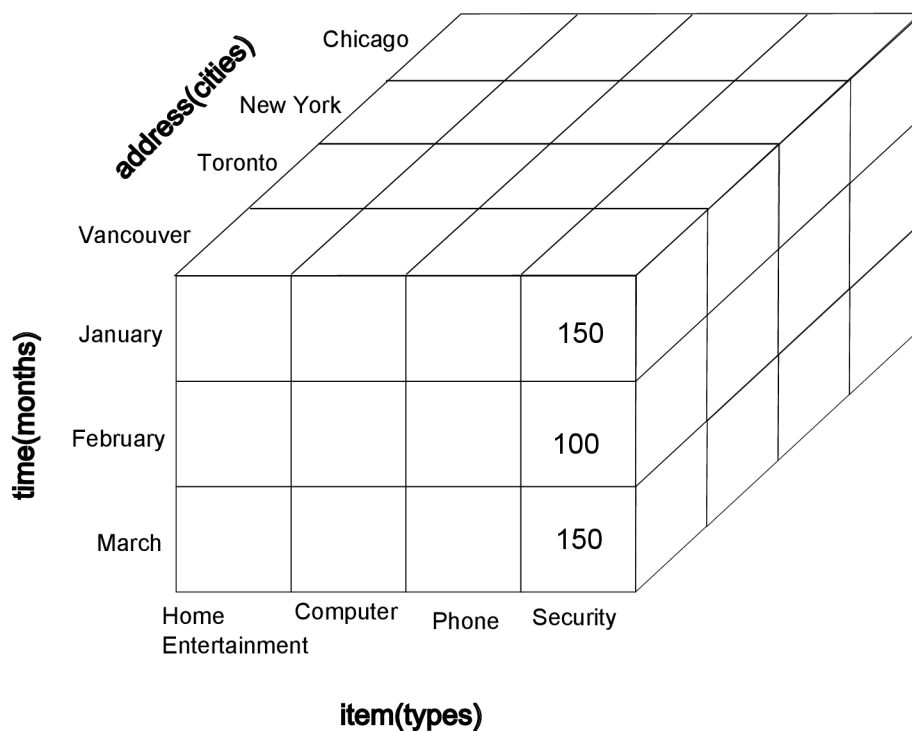 Chicago
address(cities)
New York
Toronto
Vancouver
January
150
time(months)
February
100
March
150
Home
Entertainment
Computer
Phone
Security
item(types)